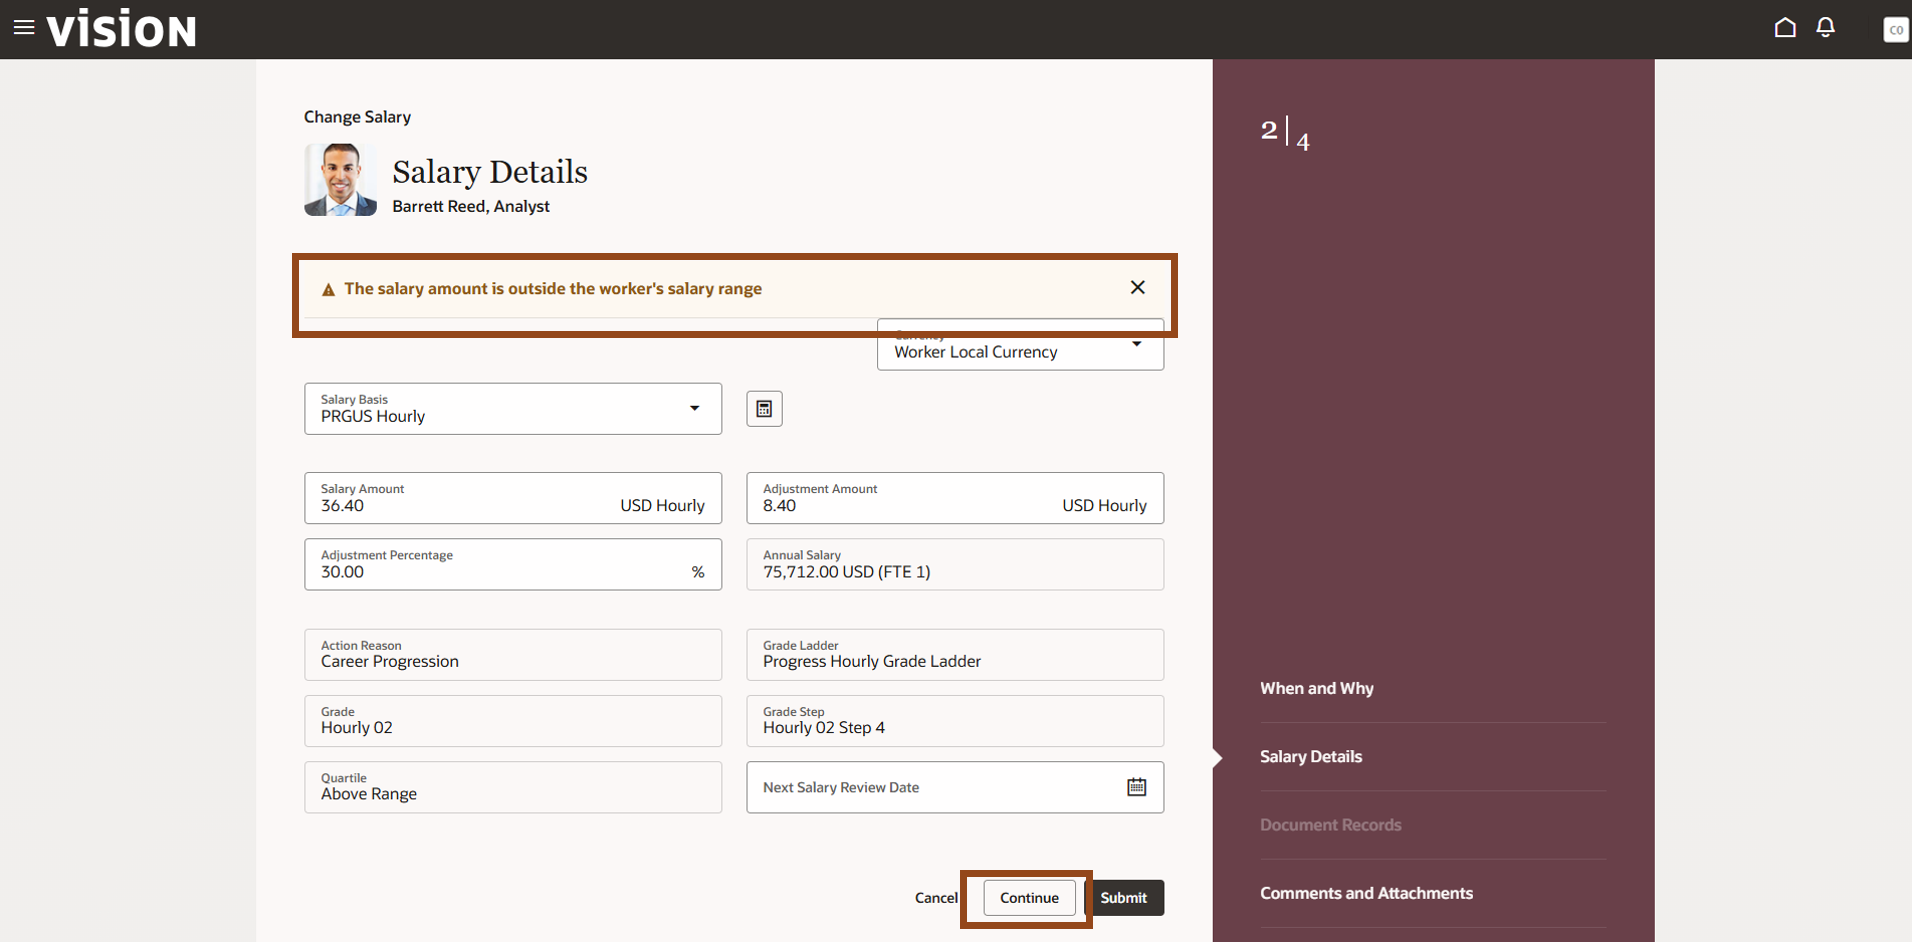 vision
CO
Change Salary
Salary Details
Barrett Reed, Analyst
The salary amount is outside the worker's salary range
Currency
Worker Local Currency
Salary Basis
PRGUS Hourly
Salary Amount
36.40 USD Hourly
Adjustment Amount
8.40 USD Hourly
Adjustment Percentage
30.00 %
Annual Salary
75,712.00 USD (FTE 1)
Action Reason
Career Progression
Grade Ladder
Progress Hourly Grade Ladder
Grade
Hourly 02
Grade Step
Hourly 02 Step 4
Quartile
Above Range
Next Salary Review Date
Cancel
Continue
Submit
2 | 4
When and Why
Salary Details
Document Records
Comments and Attachments